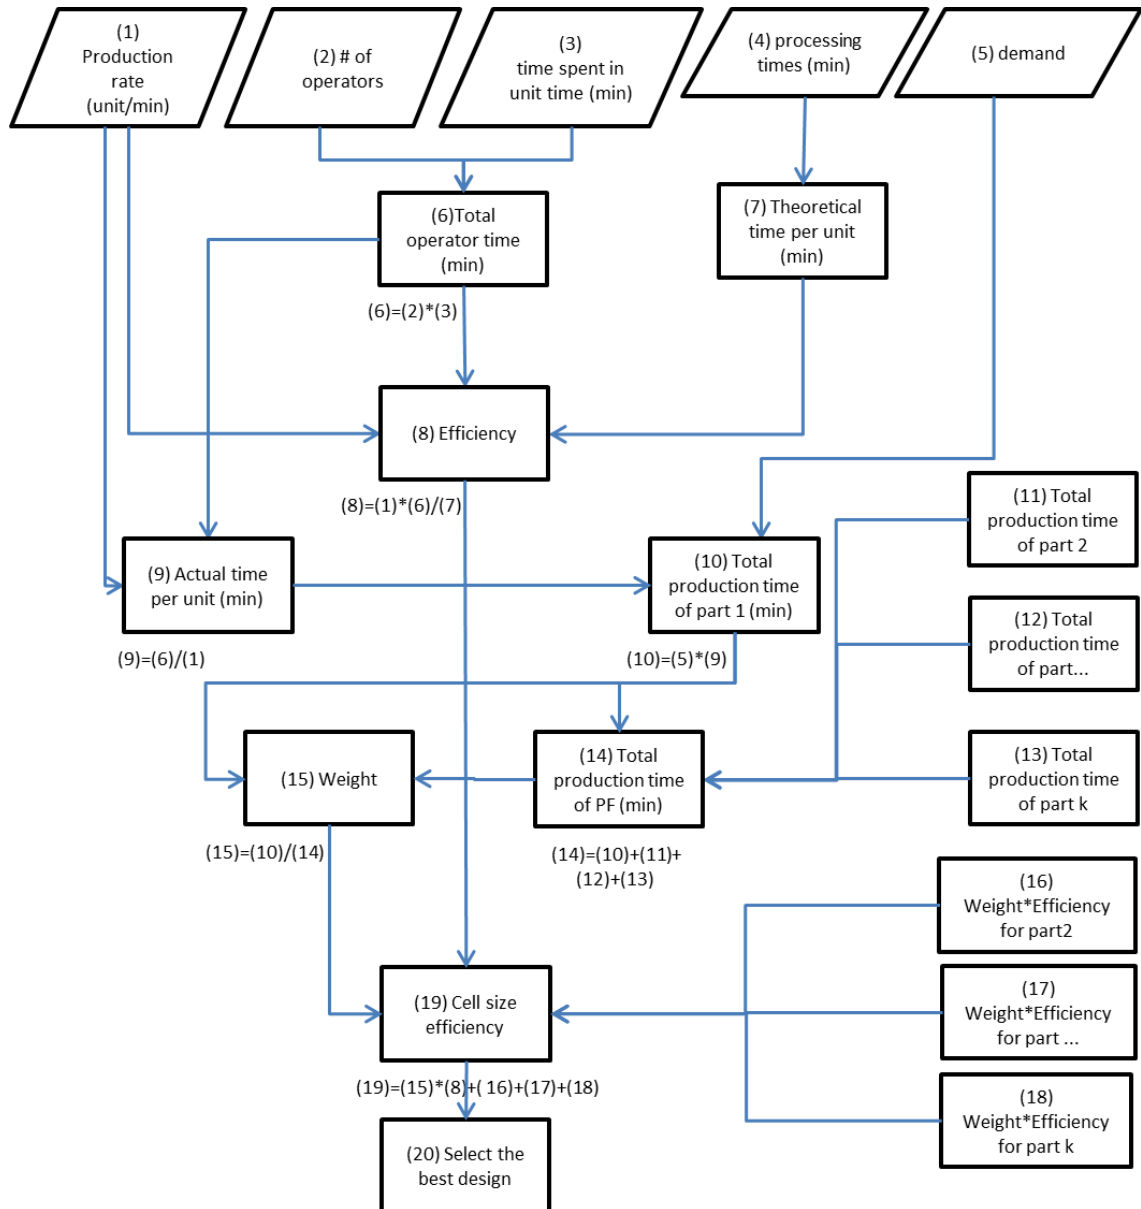 (1)
Production
rate
(unit/min)
(2) # of
operators
(3)
time spent in
unit time (min)
(4) processing
times (min)
(5) demand
(6)Total
operator time
(min)
(6)=(2)*(3)
(7) Theoretical
time per unit
(min)
(8) Efficiency
(8)=(1)*(6)/(7)
(9) Actual time
per unit (min)
(9)=(6)/(1)
(10) Total
production time
of part 1 (min)
(10)=(5)*(9)
(11) Total
production time
of part 2
(12) Total
production time
of part...
(13) Total
production time
of part k
(14) Total
production time
of PF (min)
(14)=(10)+(11)+
(12)+(13)
(15) Weight
(15)=(10)/(14)
(16)
Weight*Efficiency
for part2
(17)
Weight*Efficiency
for part ...
(18)
Weight*Efficiency
for part k
(19) Cell size
efficiency
(19)=(15)*(8)+( 16)+(17)+(18)
(20) Select the
best design